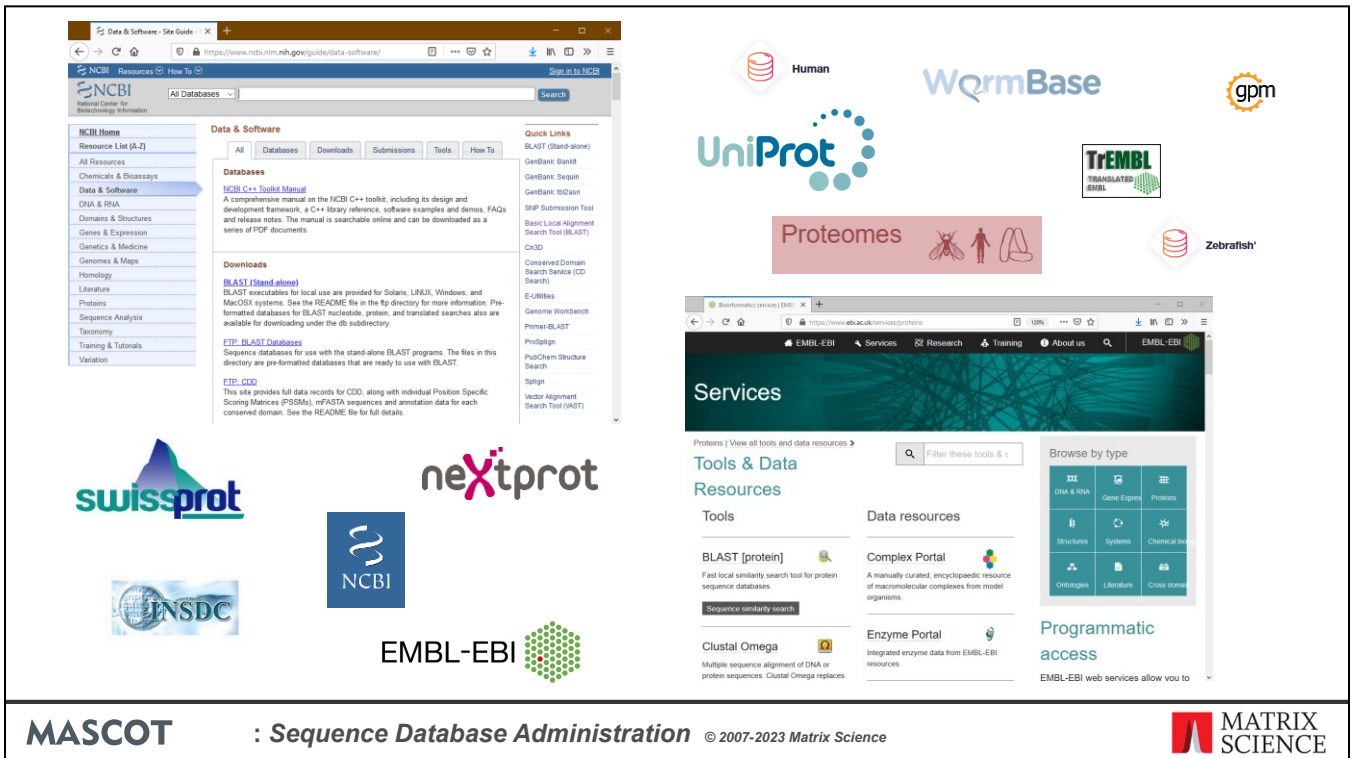 Data & Software - Site Guide -
https://www.ncbi.nlm.nih.gov/guide/data-software/
NCBI Resources How To
Sign in to NCBI
NCBI
National Center for
Biotechnology Information
All Databases
Search
NCBI Home
Resource List (A-Z)
All Resources
Chemicals & Bioassays
Data & Software
DNA & RNA
Domains & Structures
Genes & Expression
Genetics & Medicine
Genomes & Maps
Homology
Literature
Proteins
Sequence Analysis
Taxonomy
Training & Tutorials
Variation
Data & Software
All
Databases
Downloads
Submissions
Tools
How To
Databases
NCBI C++ Toolkit Manual
A comprehensive manual on the NCBI C++ toolkit, including its design and
development framework, a C++ library reference, software examples and demos, FAQs
and release notes. The manual is searchable online and can be downloaded as a
series of PDF documents.
Downloads
BLAST (Stand-alone)
BLAST executables for local use are provided for Solaris, LINUX, Windows, and
MacOSX systems. See the README file in the ftp directory for more information. Pre-
formatted databases for BLAST nucleotide, protein, and translated searches also are
available for downloading under the db subdirectory.
FTP: BLAST Databases
Sequence databases for use with the stand-alone BLAST programs. The files in this
directory are pre-formatted databases that are ready to use with BLAST.
FTP: CDD
This site provides full data records for CDD, along with individual Position Specific
Scoring Matrices (PSSMs), mFASTA sequences and annotation data for each
conserved domain. See the README file for full details.
Quick Links
BLAST (Stand-alone)
GenBank: BankIt
GenBank: Sequin
GenBank: tbl2asn
SNP Submission Tool
Basic Local Alignment
Search Tool (BLAST)
Cn3D
Conserved Domain
Search Service (CD
Search)
E-Utilities
Genome Workbench
Primer-BLAST
ProSplign
PubChem Structure
Search
Splign
Vector Alignment
Search Tool (VAST)
Human
WormBase
gpm
UniProt
TrEMBL
TRANSLATED
EMBL
Proteomes
Zebrafish'
swissprot
neXtprot
NCBI
INSDC
EMBL-EBI
Bioinformatics services | EMBL
https://www.ebi.ac.uk/services/proteins
120%
EMBL-EBI
Services
Research
Training
About us
EMBL-EBI
Services
Proteins | View all tools and data resources
Filter these tools & c
Tools & Data
Resources
Tools
BLAST [protein]
Fast local similarity search tool for protein
sequence databases.
Sequence similarity search
Clustal Omega
Multiple sequence alignment of DNA or
protein sequences. Clustal Omega replaces
Data resources
Complex Portal
A manually curated, encyclopaedic resource
of macromolecular complexes from model
organisms.
Enzyme Portal
Integrated enzyme data from EMBL-EBI
resources.
Browse by type
DNA & RNA
Gene Expres
Proteins
Structures
Systems
Chemical bio
Ontologies
Literature
Cross domai
Programmatic
access
EMBL-EBI web services allow you to
MASCOT : Sequence Database Administration © 2007-2023 Matrix Science
MATRIX
SCIENCE